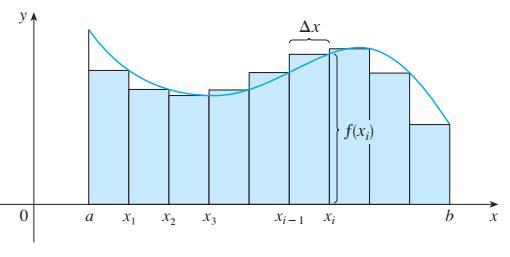 y
Δx
f(xᵢ)
0 a x₁ x₂ x₃ xᵢ₋₁ xᵢ b x